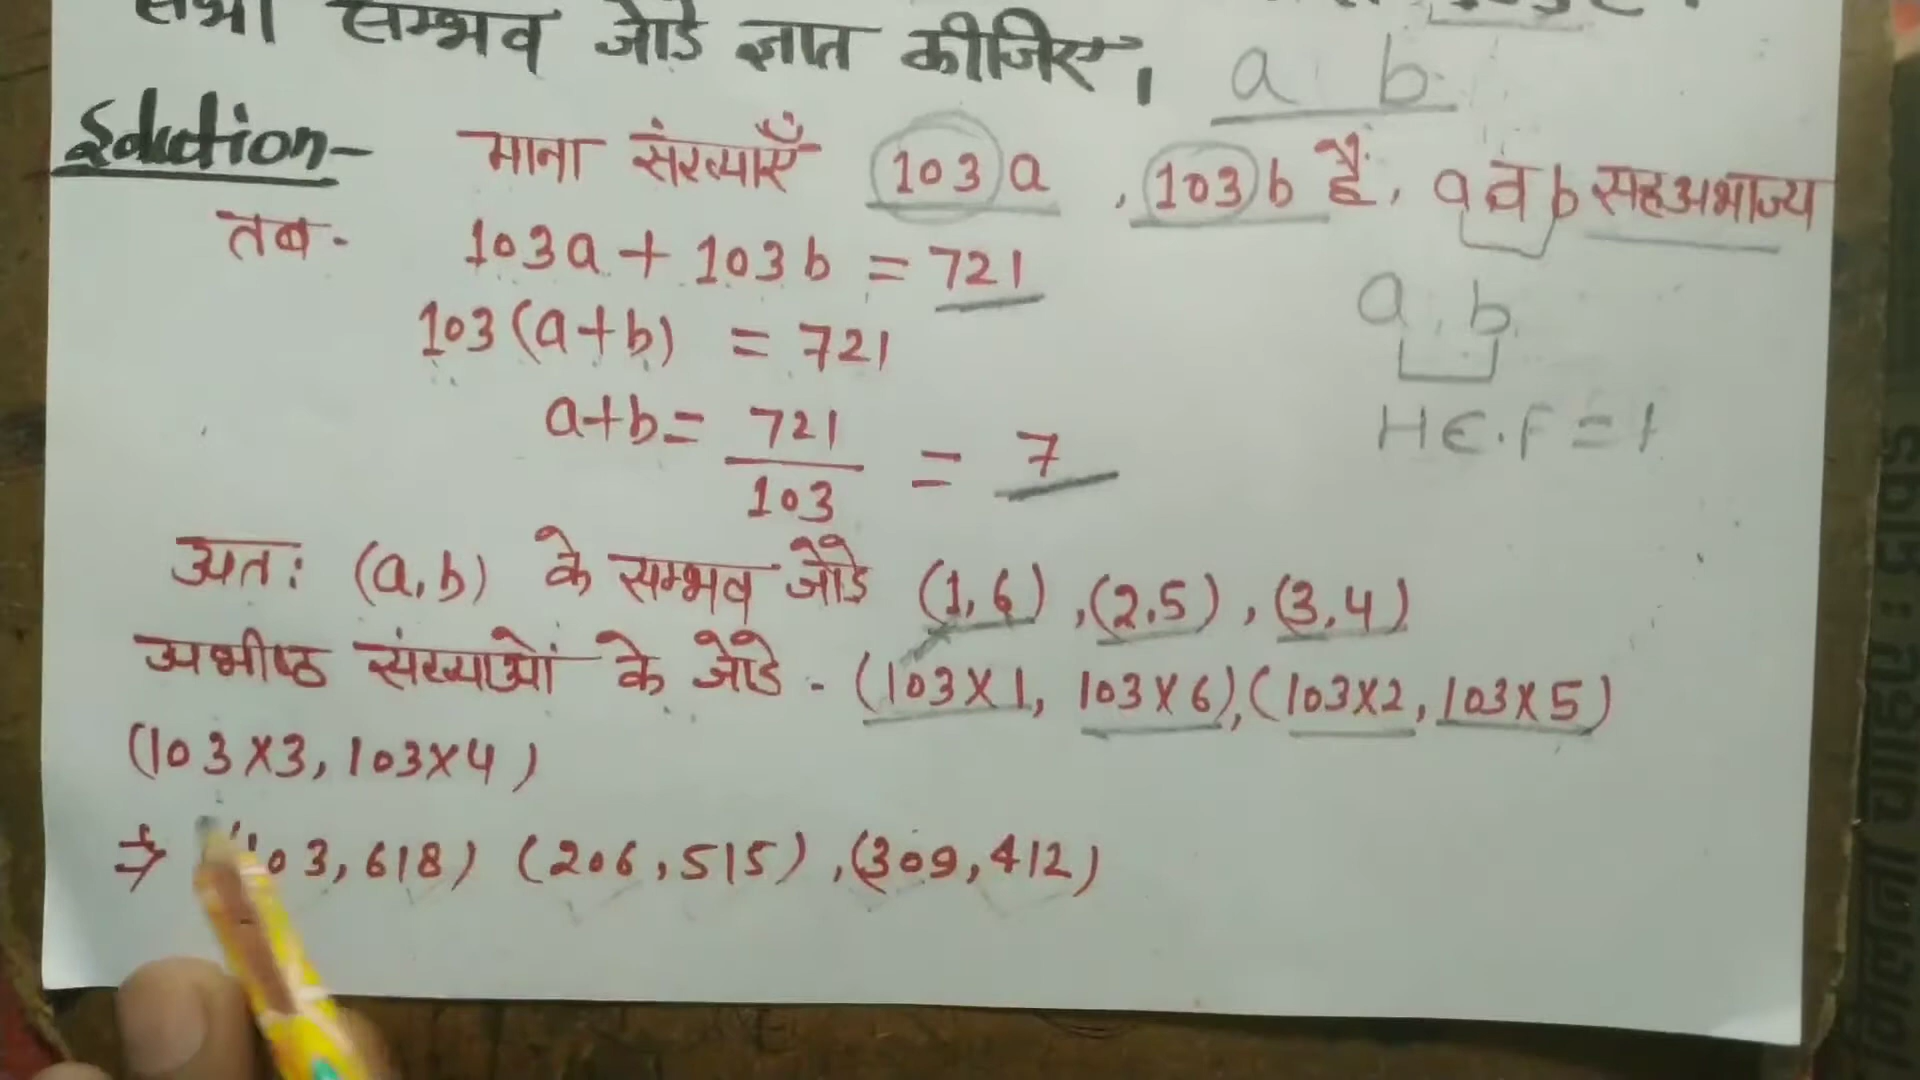 सभी सम्भव जोडे ज्ञात कीजिए।
a b
Solution- माना संख्याएँ 103a , 103b हैं, a व b सहअभाज्य
तब- 103a + 103b = 721
103(a+b) = 721
a, b
H.C.F = 1
a+b = 721/103 = 7
अतः (a,b) के सम्भव जोडे (1,6) ,(2,5) , (3,4)
अभीष्ठ संख्याओं के जोडे - (103×1, 103×6),(103×2, 103×5)
(103×3, 103×4)
⇒ (103,618) (206,515) ,(309,412)